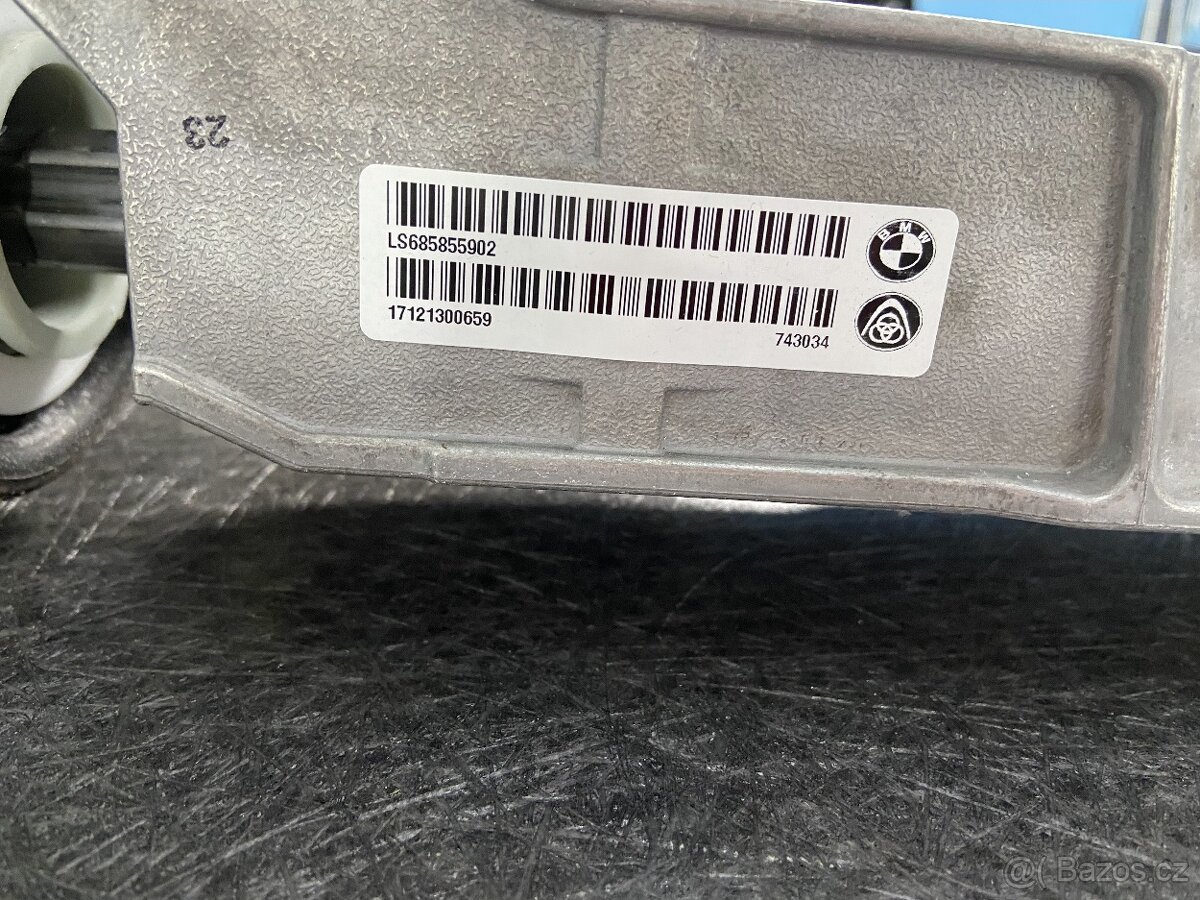 23
LS685855902
BMW
17121300659
743034
@( Bazos.cz